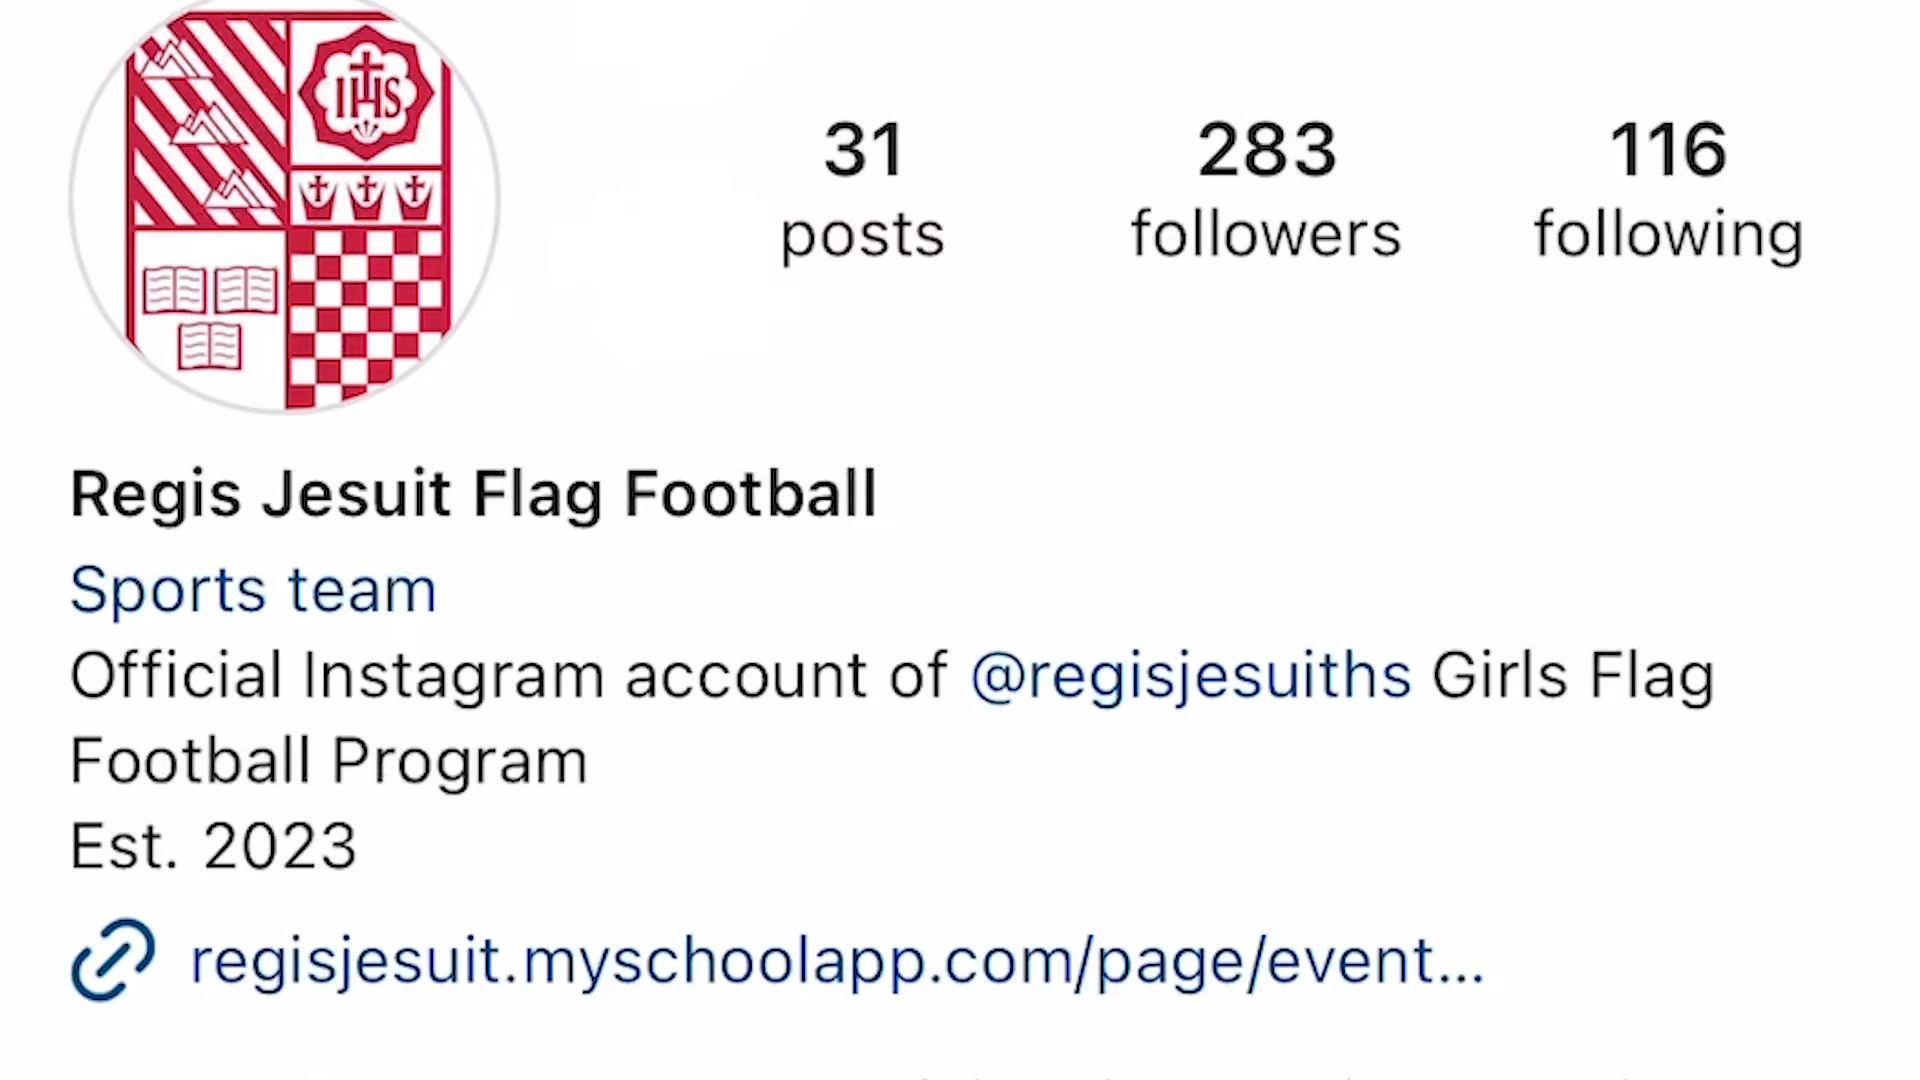 IHS
31
posts
283
followers
116
following
Regis Jesuit Flag Football
Sports team
Official Instagram account of @regisjesuiths Girls Flag
Football Program
Est. 2023
regisjesuit.myschoolapp.com/page/event...